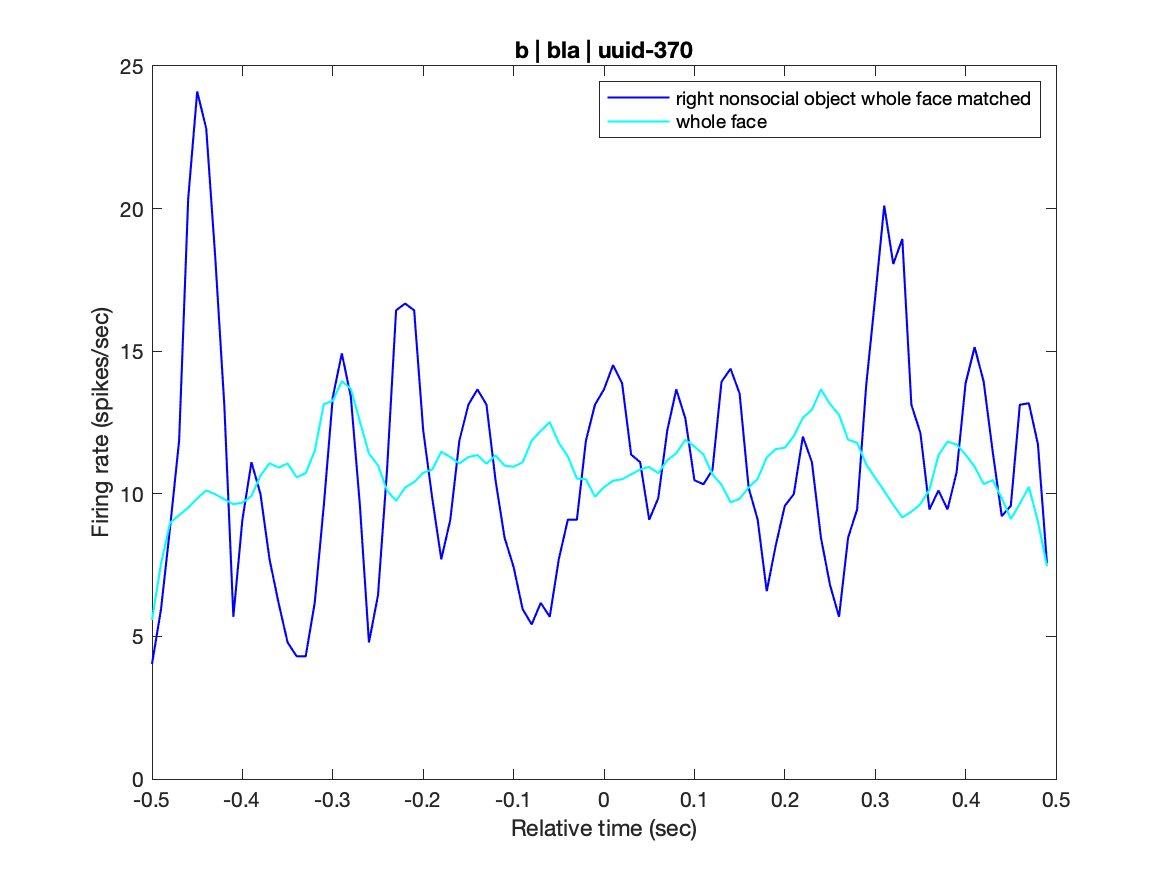 b | bla | uuid-370
right nonsocial object whole face matched
whole face
25
20
15
10
5
0
-0.5 -0.4 -0.3 -0.2 -0.1 0 0.1 0.2 0.3 0.4 0.5
Firing rate (spikes/sec)
Relative time (sec)